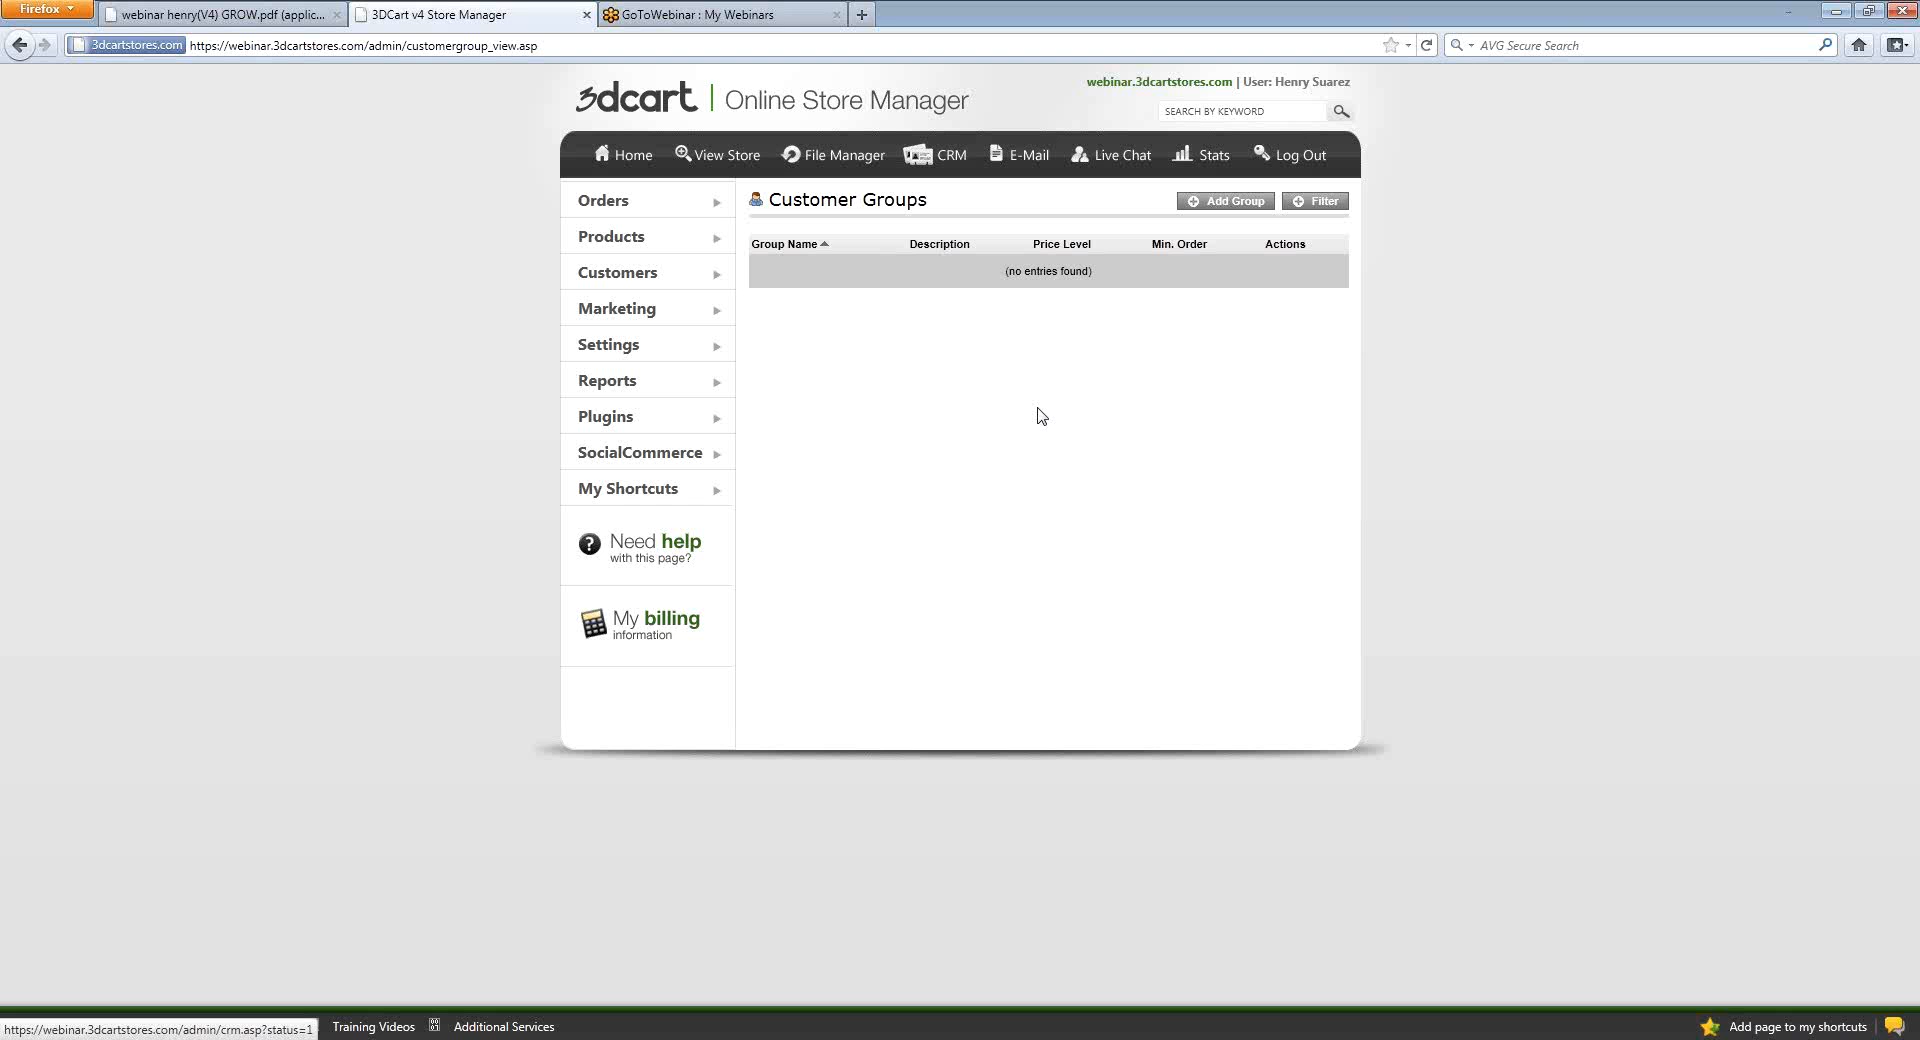 Firefox
webinar henry(V4) GROW.pdf (applic...
3DCart v4 Store Manager
GoToWebinar : My Webinars
3dcartstores.com
https://webinar.3dcartstores.com/admin/customergroup_view.asp
AVG Secure Search
3dcart | Online Store Manager
webinar.3dcartstores.com | User: Henry Suarez
SEARCH BY KEYWORD
Home
View Store
File Manager
CRM
E-Mail
Live Chat
Stats
Log Out
Orders
Products
Customers
Marketing
Settings
Reports
Plugins
SocialCommerce
My Shortcuts
Need help
with this page?
My billing
information
Customer Groups
Add Group
Filter
Group Name Description Price Level Min. Order Actions
(no entries found)
https://webinar.3dcartstores.com/admin/crm.asp?status=1
Training Videos
Additional Services
Add page to my shortcuts